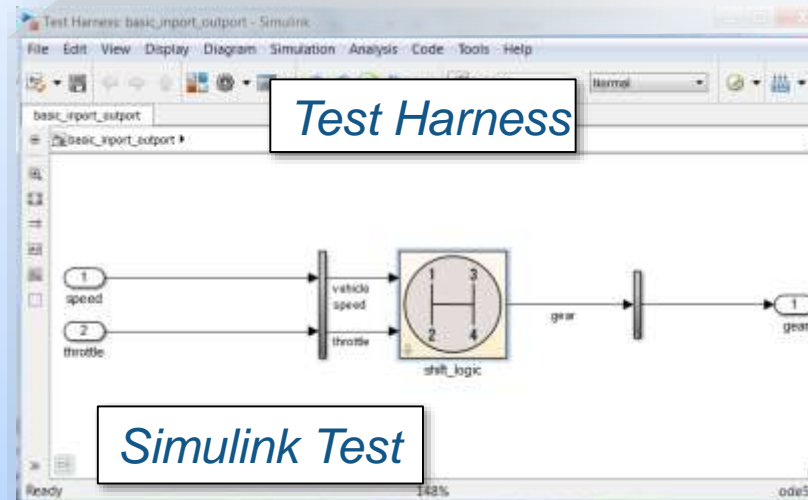 Test Harness: basic_inport_outport - Simulink
File Edit View Display Diagram Simulation Analysis Code Tools Help
Normal
Test Harness
basic_inport_outport
basic_inport_outport
1
speed
2
throttle
vehicle
speed
throttle
1 3
2 4
shift_logic
gear
1
gear
Simulink Test
Ready 148%